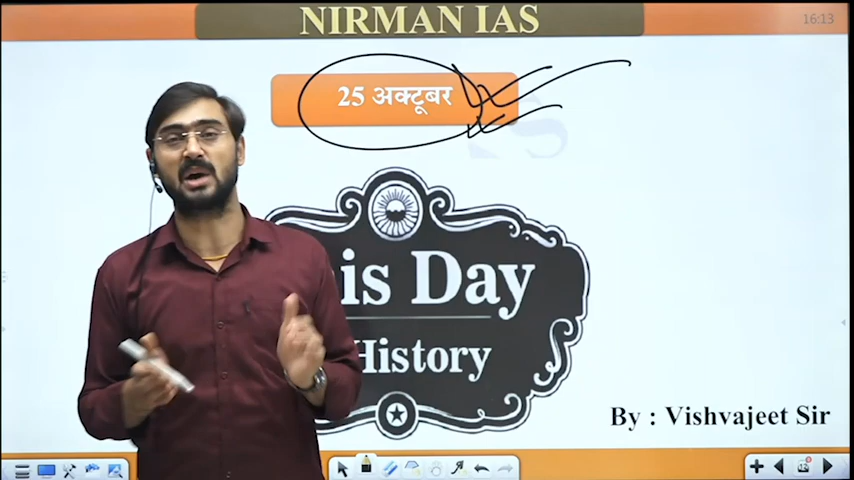 NIRMAN IAS
16:13
25 अक्टूबर
is Day
History
By : Vishvajeet Sir